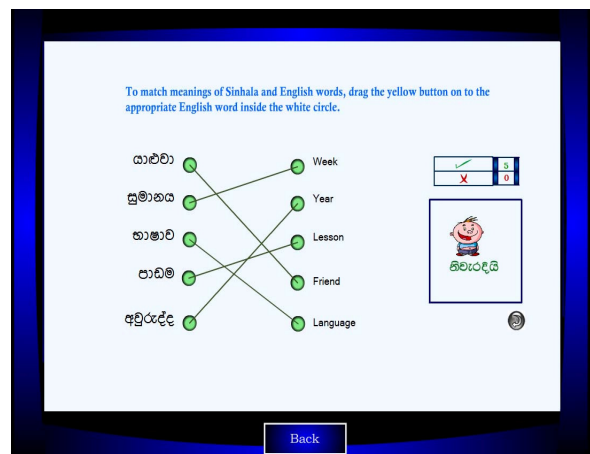 To match meanings of Sinhala and English words, drag the yellow button on to the
appropriate English word inside the white circle.
යාළුවා Week
සුමානය Year
භාෂාව Lesson
පාඩම Friend
අවුරුද්ද Language
5
0
නිවැරදියි
Back